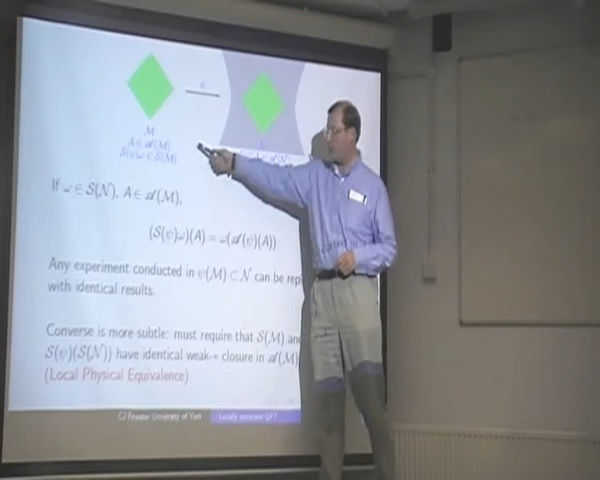 ψ
M
A ∈ 𝒜(M)
S(ψ)ω ∈ S(M)
If ω ∈ S(N), A ∈ 𝒜(M),
(S(ψ)ω)(A) = ω(𝒜(ψ)(A))
Any experiment conducted in ψ(M) ⊂ N can be
with identical results.
Converse is more subtle: must require that S(M) and
S(ψ)(S(N)) have identical weak-* closure in 𝒜(M)
(Local Physical Equivalence)
CJ Fewster University of York
Locally covariant QFT